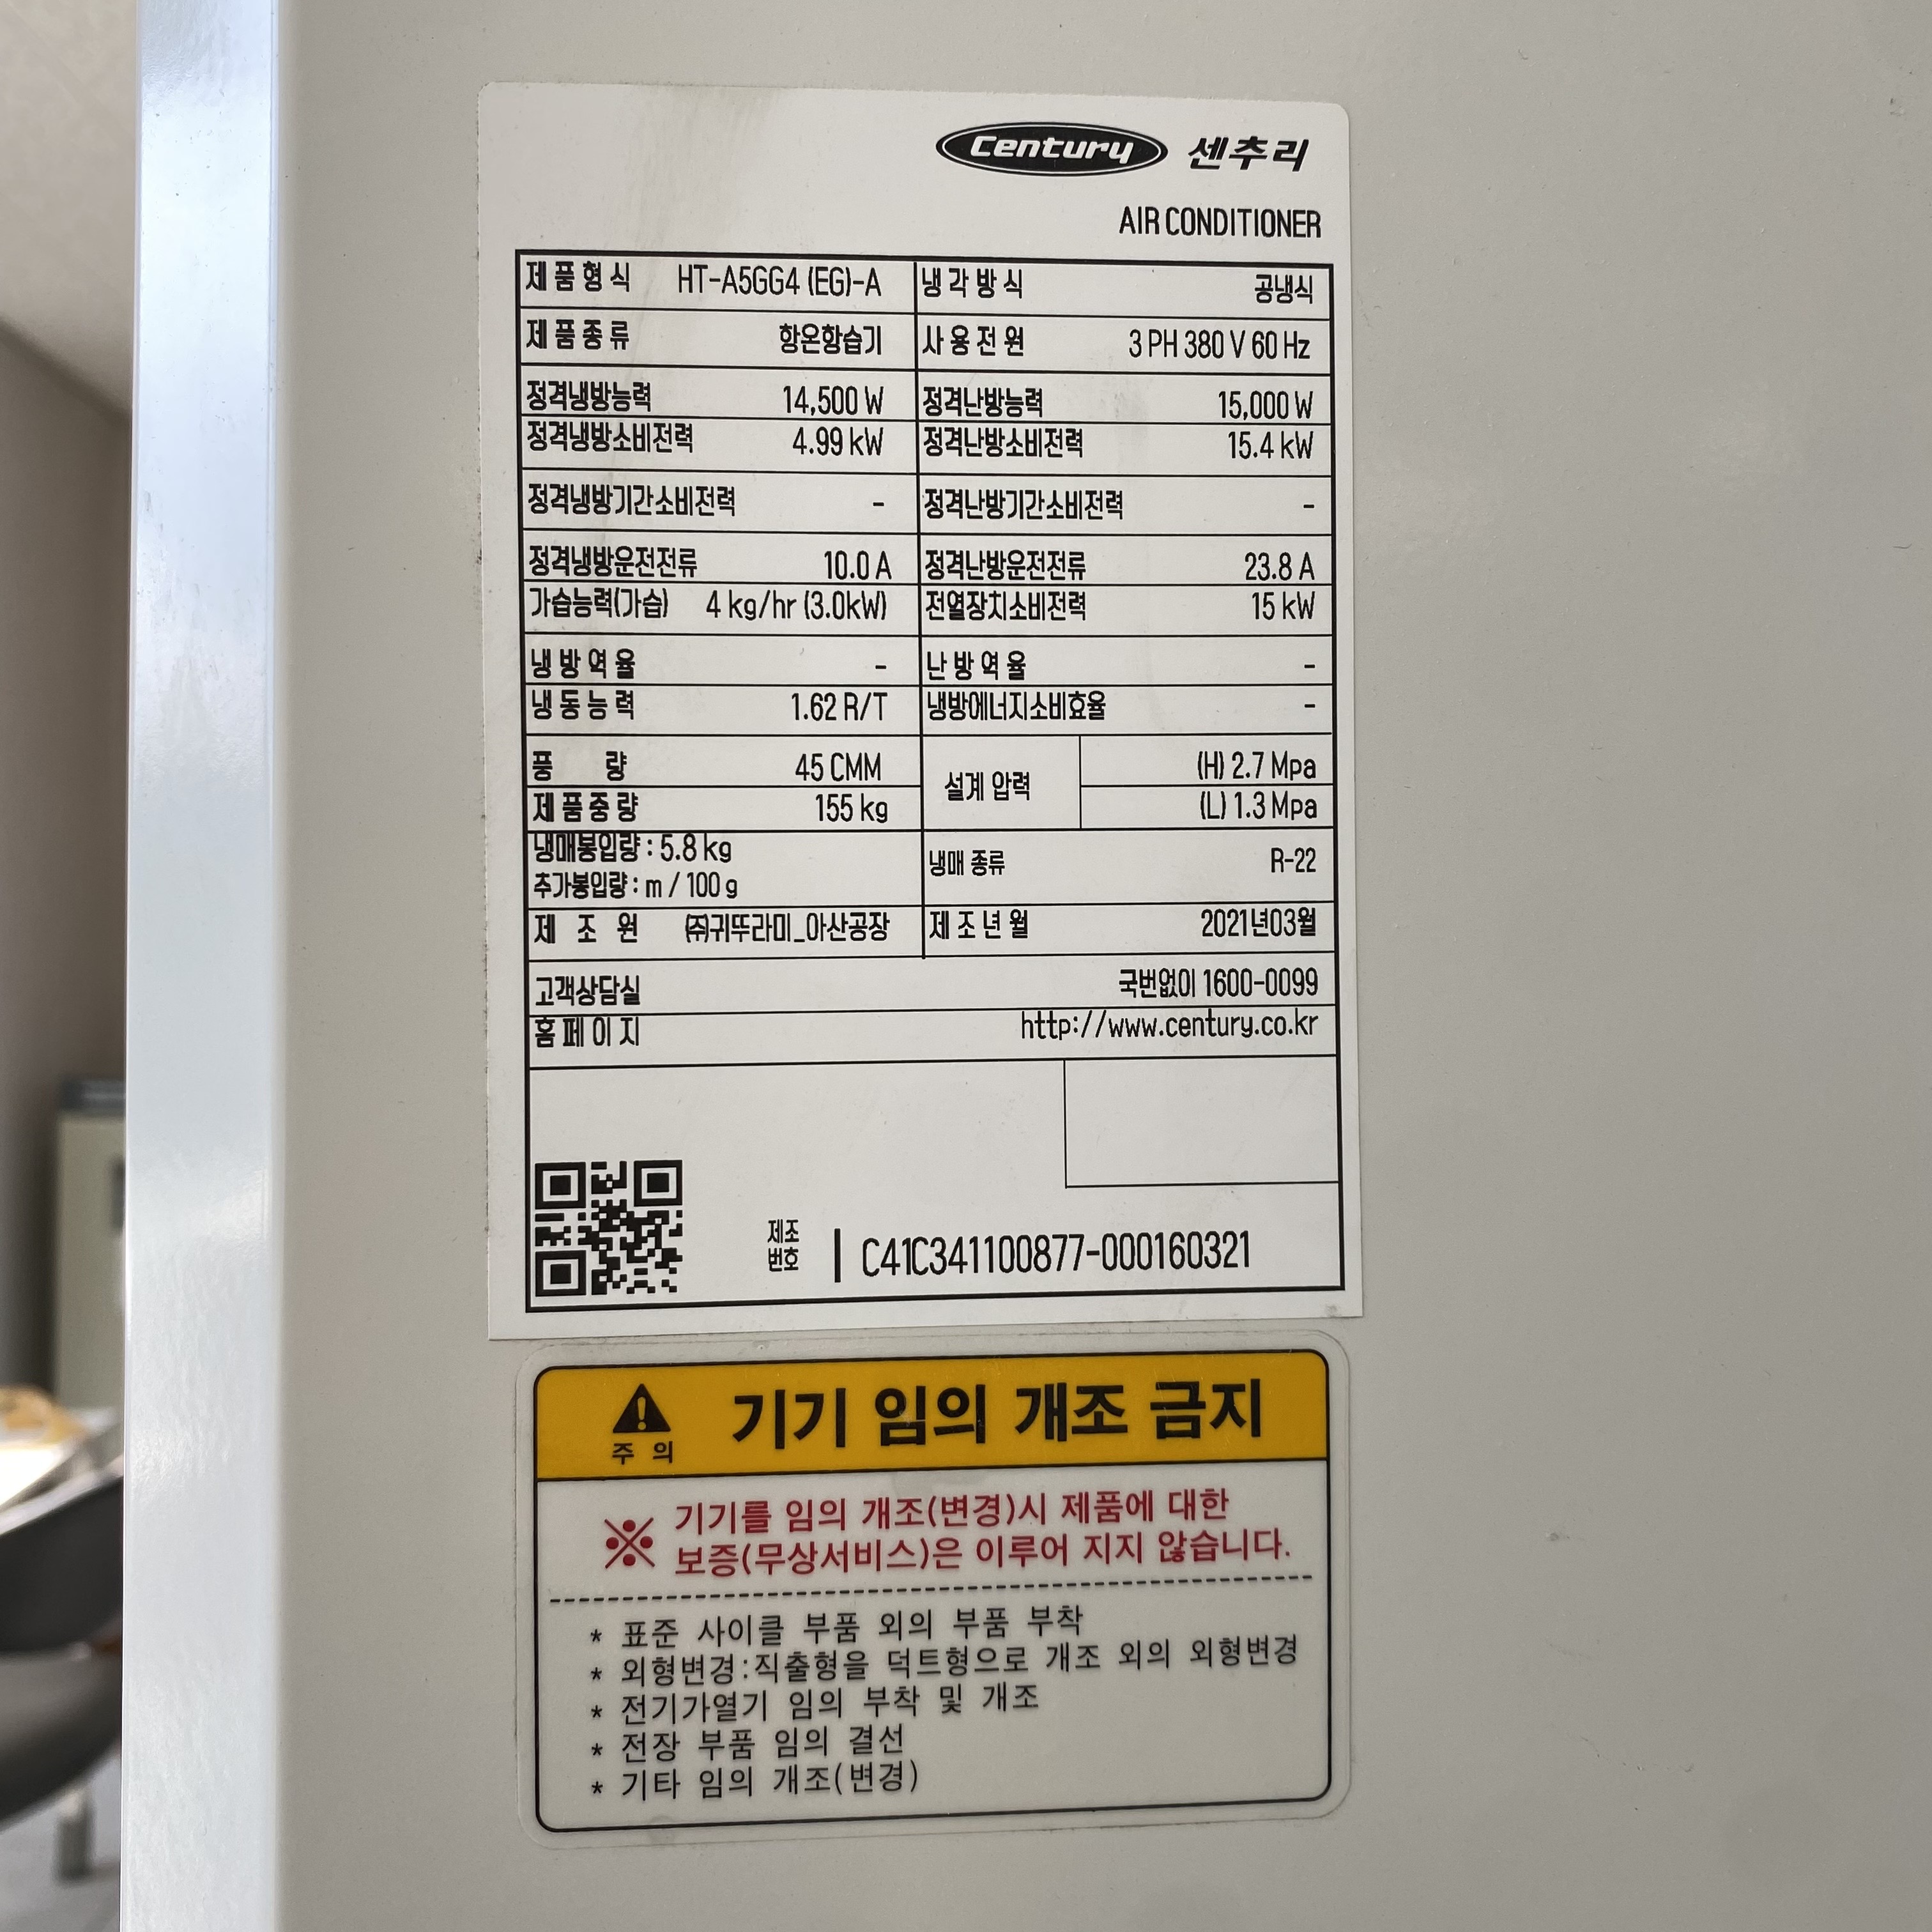 Century 센추리
AIR CONDITIONER
제품형식 HT-A5GG4 (EG)-A 냉각방식 공냉식
제품종류 항온항습기 사용전원 3 PH 380 V 60 Hz
정격냉방능력 14,500 W 정격난방능력 15,000 W
정격냉방소비전력 4.99 kW 정격난방소비전력 15.4 kW
정격냉방기간소비전력 - 정격난방기간소비전력 -
정격냉방운전전류 10.0 A 정격난방운전전류 23.8 A
가습능력(가습) 4 kg/hr (3.0kW) 전열장치소비전력 15 kW
냉방역율 - 난방역율 -
냉동능력 1.62 R/T 냉방에너지소비효율 -
풍량 45 CMM 설계 압력 (H) 2.7 Mpa
제품중량 155 kg (L) 1.3 Mpa
냉매봉입량 : 5.8 kg 냉매 종류 R-22
추가봉입량 : m / 100 g
제조원 ㈜귀뚜라미_아산공장 제조년월 2021년03월
고객상담실 국번없이 1600-0099
홈페이지 http://www.century.co.kr
제조번호 | C41C341100877-000160321
주의 기기 임의 개조 금지
※ 기기를 임의 개조(변경)시 제품에 대한
보증(무상서비스)은 이루어 지지 않습니다.
* 표준 사이클 부품 외의 부품 부착
* 외형변경:직출형을 덕트형으로 개조 외의 외형변경
* 전기가열기 임의 부착 및 개조
* 전장 부품 임의 결선
* 기타 임의 개조(변경)